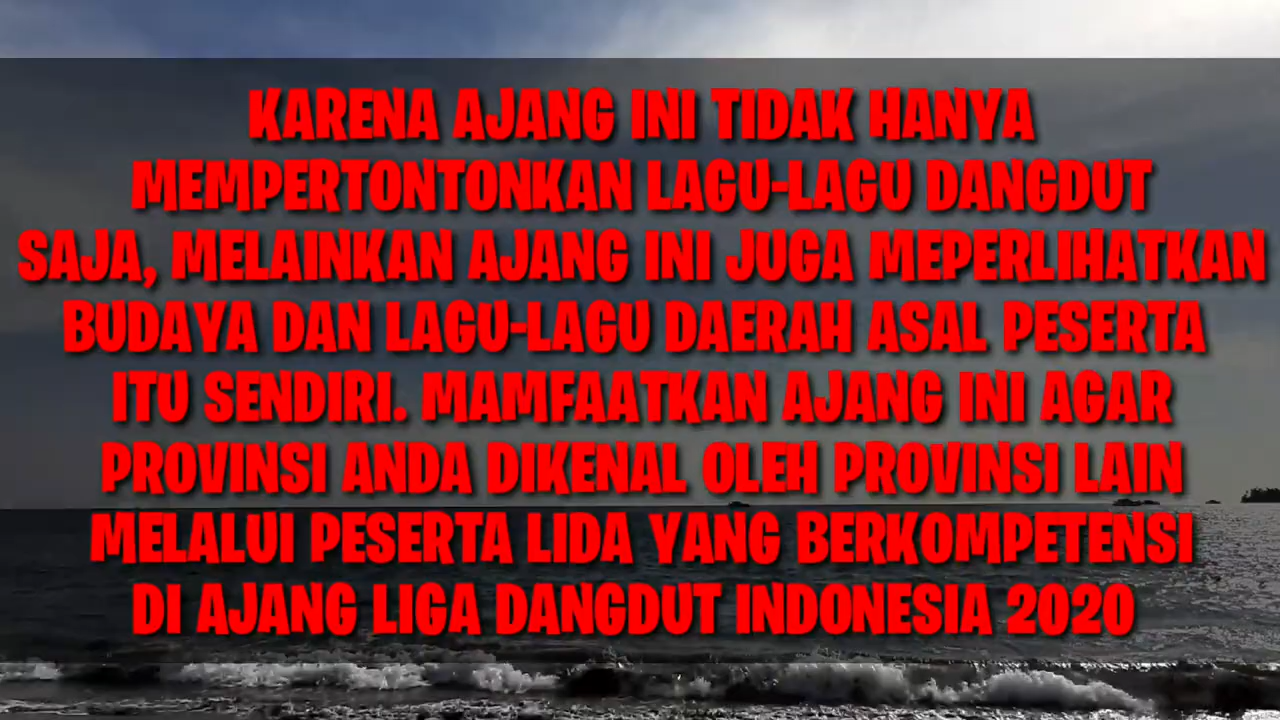 KARENA AJANG INI TIDAK HANYA
MEMPERTONTONKAN LAGU-LAGU DANGDUT
SAJA, MELAINKAN AJANG INI JUGA MEPERLIHATKAN
BUDAYA DAN LAGU-LAGU DAERAH ASAL PESERTA
ITU SENDIRI. MAMFAATKAN AJANG INI AGAR
PROVINSI ANDA DIKENAL OLEH PROVINSI LAIN
MELALUI PESERTA LIDA YANG BERKOMPETENSI
DI AJANG LIGA DANGDUT INDONESIA 2020